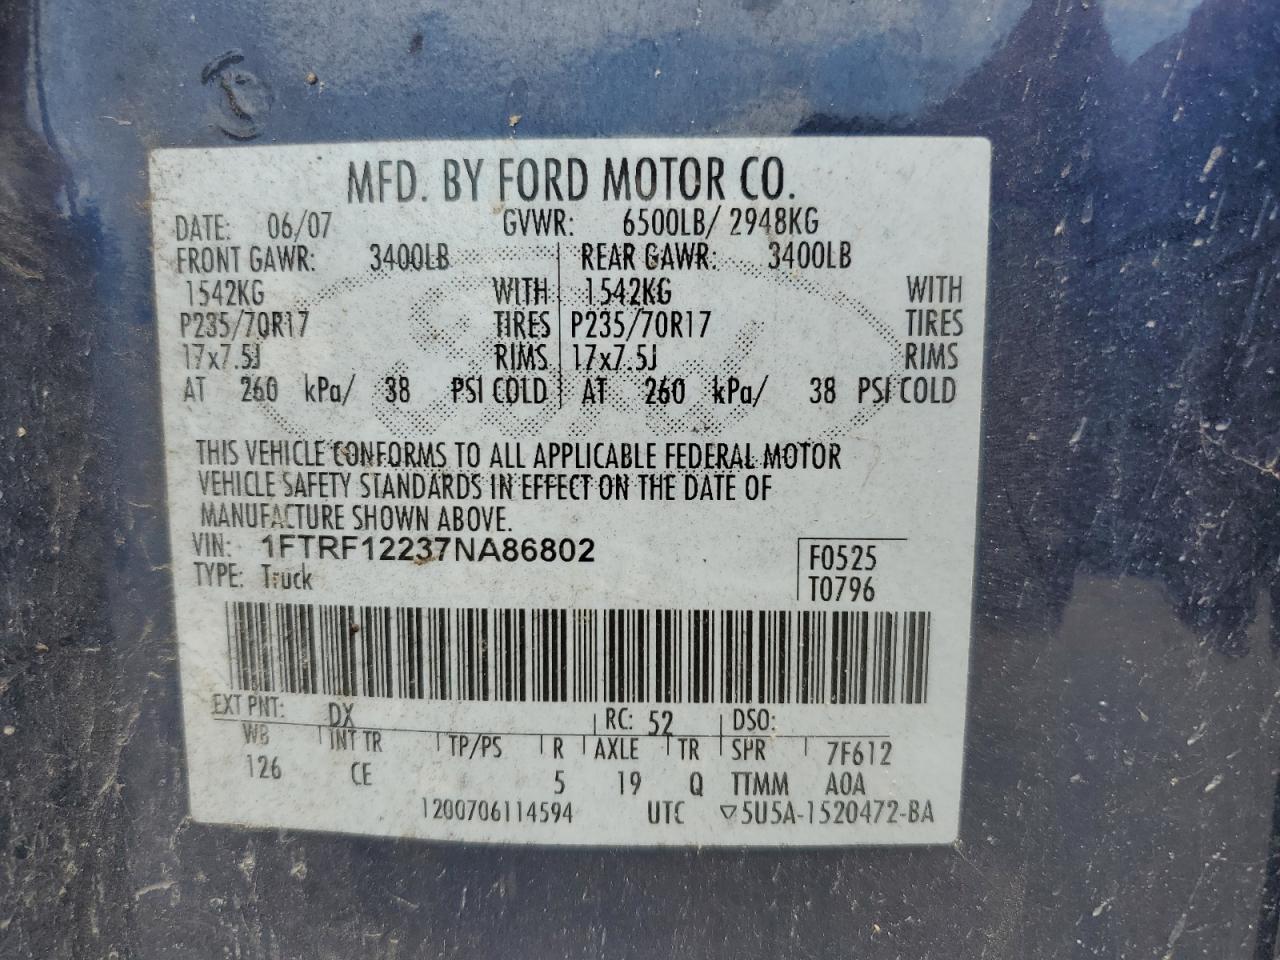 MFD. BY FORD MOTOR CO.
DATE: 06/07 GVWR: 6500LB/ 2948KG
FRONT GAWR: 3400LB REAR GAWR: 3400LB
1542KG WITH 1542KG WITH
P235/70R17 TIRES P235/70R17 TIRES
17x7.5J RIMS 17x7.5J RIMS
AT 260 kPa/ 38 PSI COLD AT 260 kPa/ 38 PSI COLD
THIS VEHICLE CONFORMS TO ALL APPLICABLE FEDERAL MOTOR
VEHICLE SAFETY STANDARDS IN EFFECT ON THE DATE OF
MANUFACTURE SHOWN ABOVE.
VIN: 1FTRF12237NA86802 F0525
TYPE: Truck T0796
EXT PNT: DX RC: 52 DSO:
WB INT TR TP/PS R AXLE TR SPR 7F612
126 CE 5 19 Q TTMM A0A
1200706114594 UTC ▽5U5A-1520472-BA